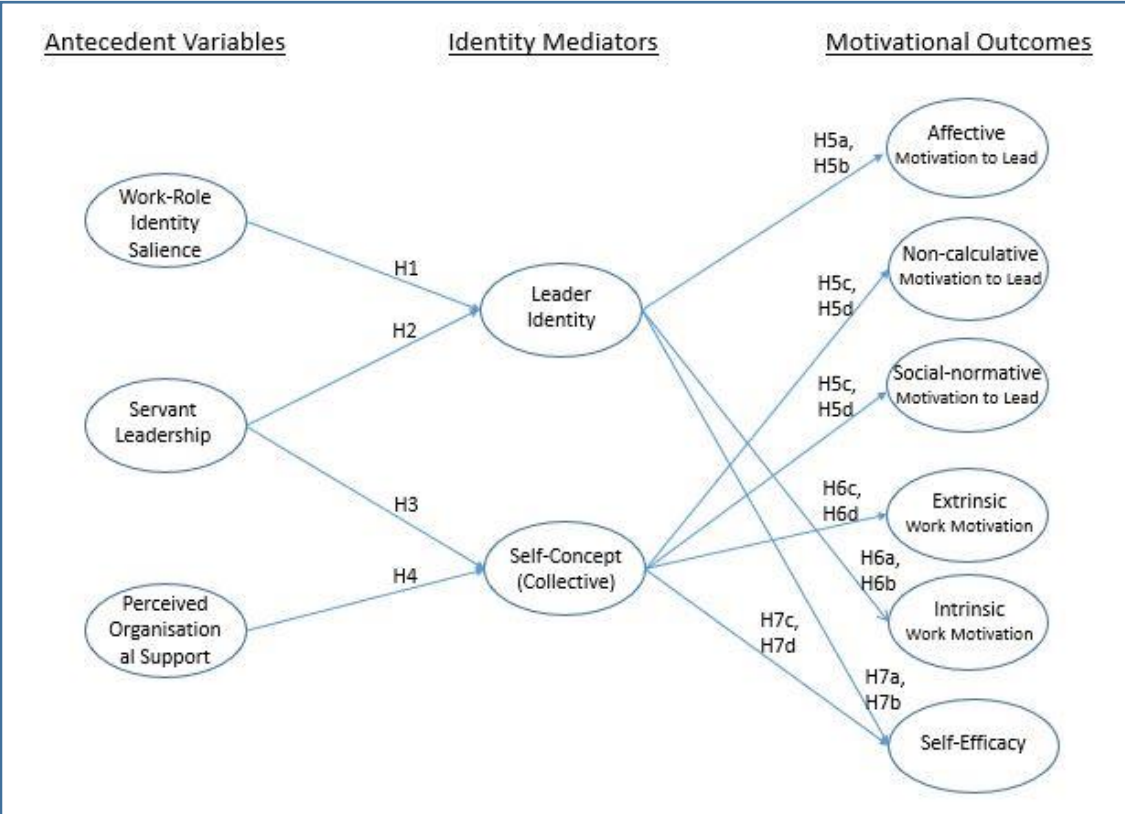 Antecedent Variables
Identity Mediators
Motivational Outcomes
Work-Role
Identity
Salience
Servant
Leadership
Perceived
Organisation
al Support
H1
H2
H3
H4
Leader
Identity
Self-Concept
(Collective)
H5a,
H5b
H5c,
H5d
H5c,
H5d
H6c,
H6d
H6a,
H6b
H7c,
H7d
H7a,
H7b
Affective
Motivation to Lead
Non-calculative
Motivation to Lead
Social-normative
Motivation to Lead
Extrinsic
Work Motivation
Intrinsic
Work Motivation
Self-Efficacy